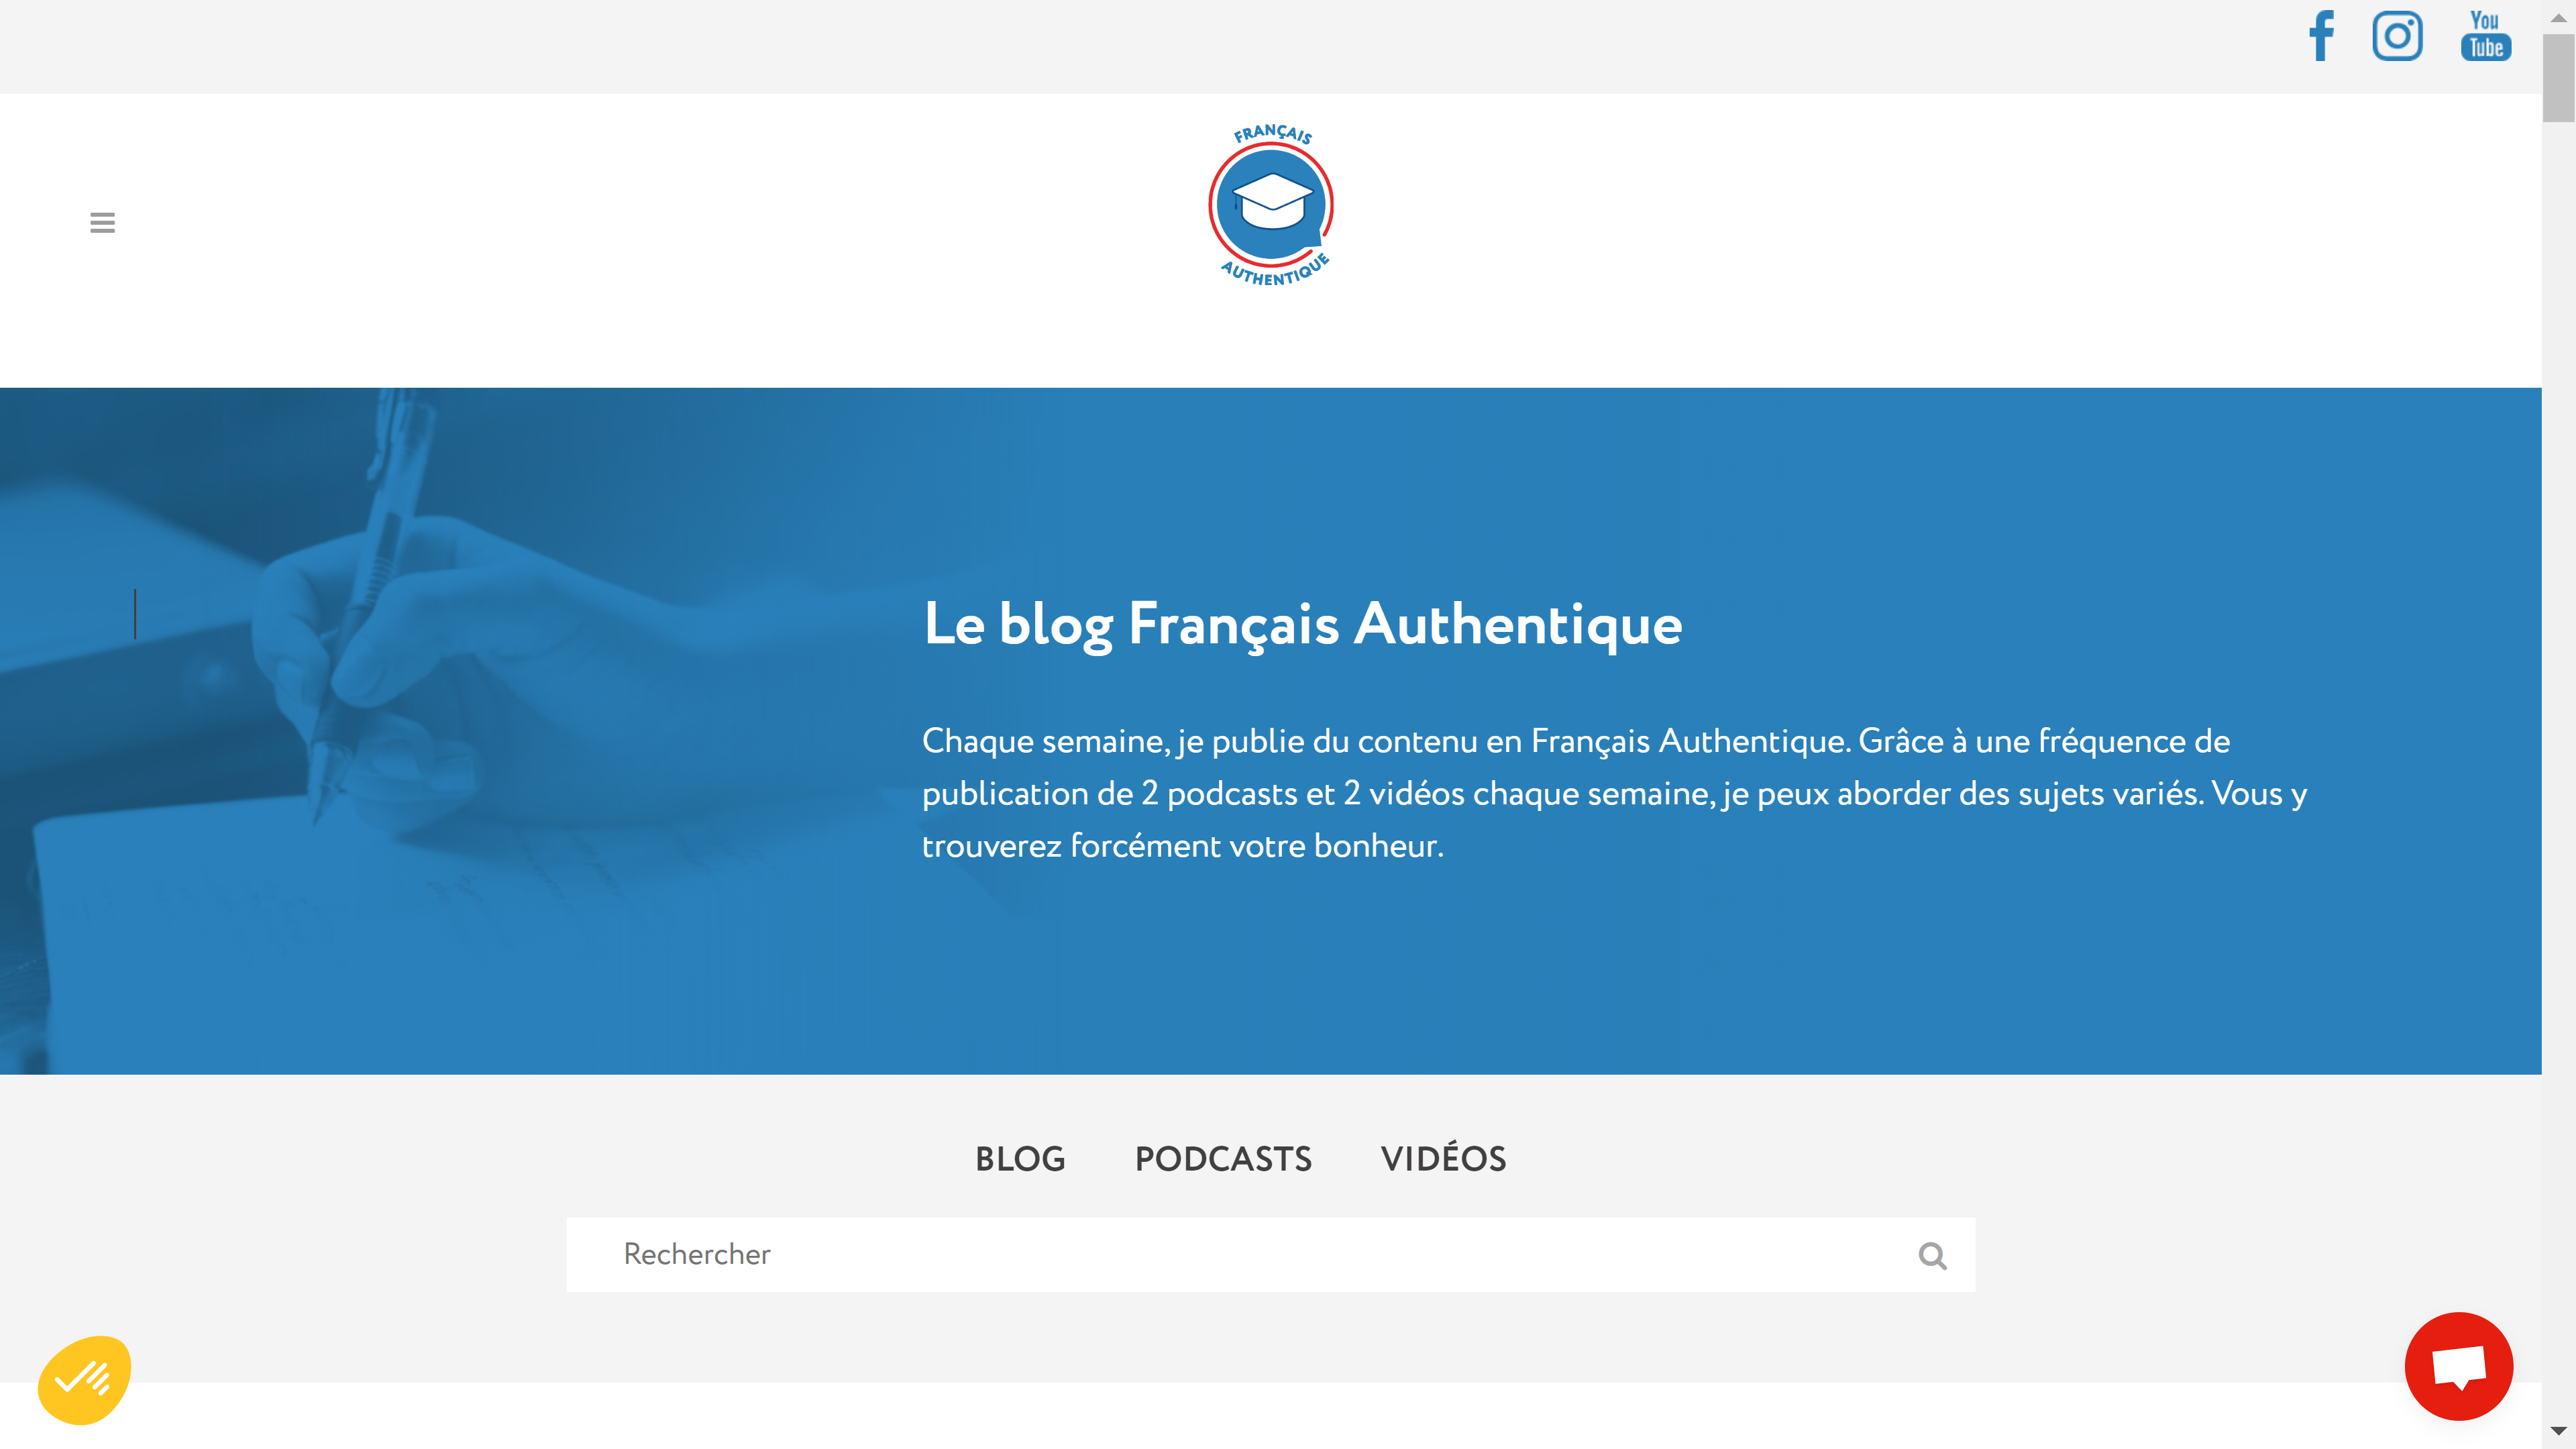 You
Tube
FRANÇAIS
AUTHENTIQUE
Le blog Français Authentique
Chaque semaine, je publie du contenu en Français Authentique. Grâce à une fréquence de
publication de 2 podcasts et 2 vidéos chaque semaine, je peux aborder des sujets variés. Vous y
trouverez forcément votre bonheur.
BLOG PODCASTS VIDÉOS
Rechercher